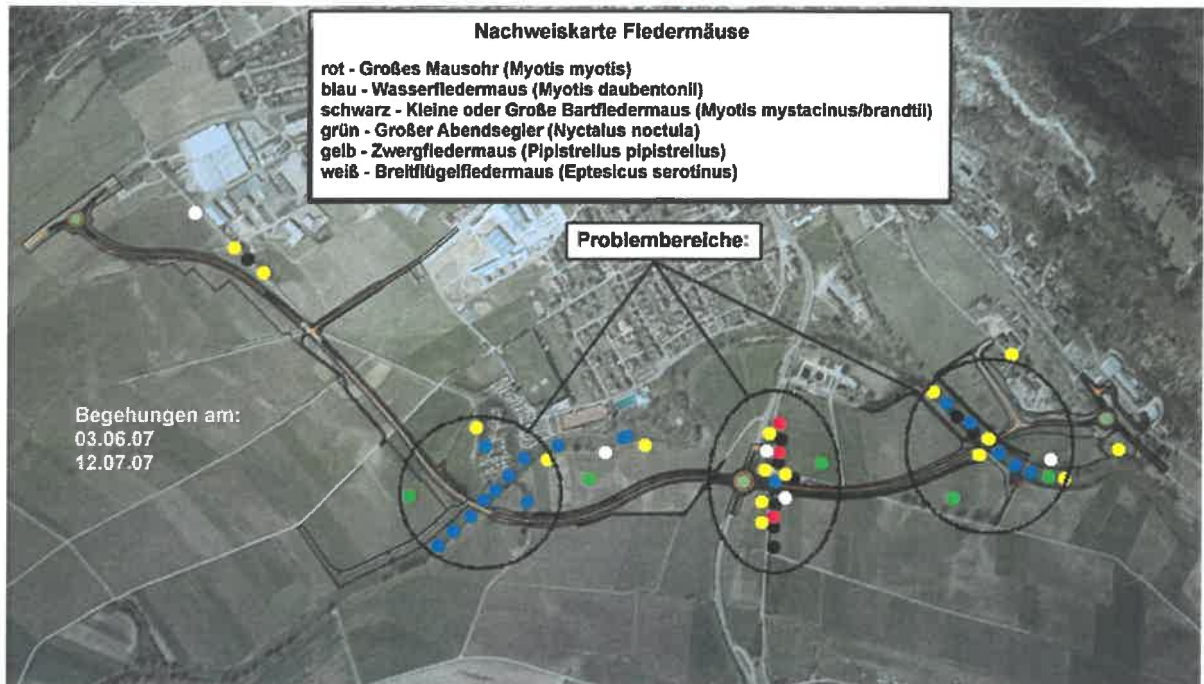 Nachweiskarte Fledermäuse
rot - Großes Mausohr (Myotis myotis)
blau - Wasserfledermaus (Myotis daubentonii)
schwarz - Kleine oder Große Bartfledermaus (Myotis mystacinus/brandtii)
grün - Großer Abendsegler (Nyctalus noctula)
gelb - Zwergfledermaus (Pipistrellus pipistrellus)
weiß - Breitflügelfledermaus (Eptesicus serotinus)
Problembereiche:
Begehungen am:
03.06.07
12.07.07